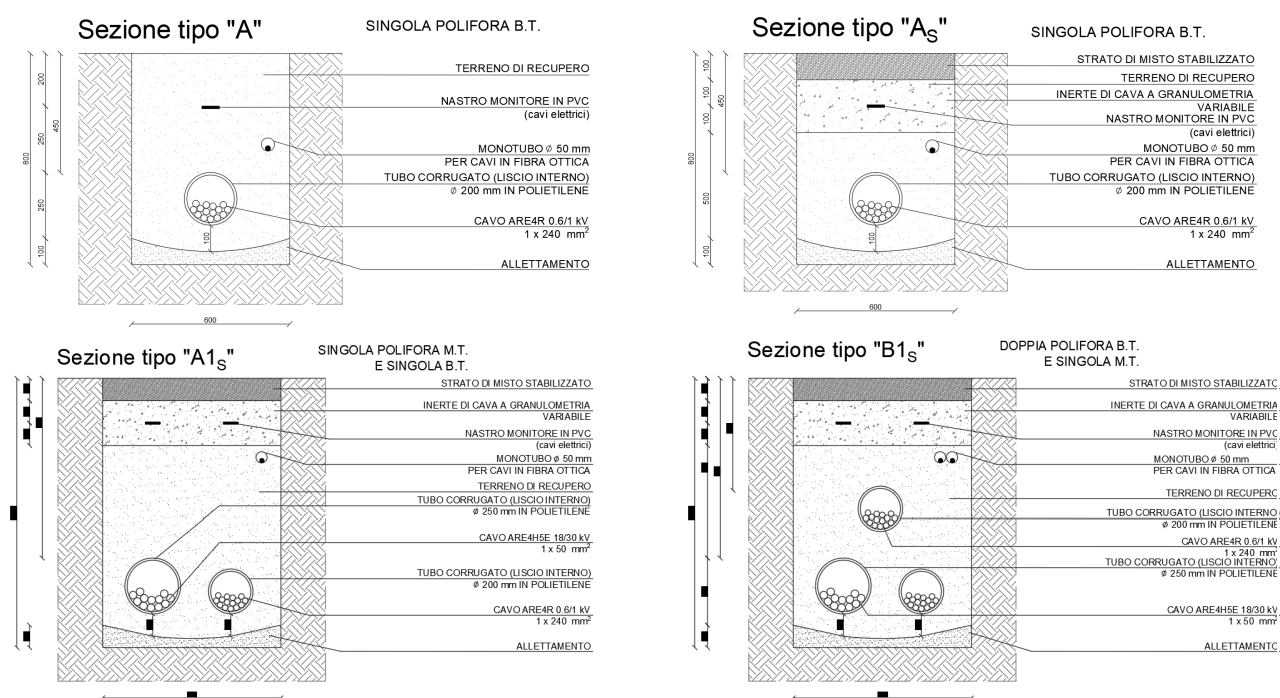 Sezione tipo "A"
SINGOLA POLIFORA B.T.
TERRENO DI RECUPERO
NASTRO MONITORE IN PVC
(cavi elettrici)
MONOTUBO ⌀ 50 mm
PER CAVI IN FIBRA OTTICA
TUBO CORRUGATO (LISCIO INTERNO)
⌀ 200 mm IN POLIETILENE
CAVO ARE4R 0.6/1 kV
1 x 240 mm²
ALLETTAMENTO
800
200
250
250
100
450
100
600
Sezione tipo "AS"
SINGOLA POLIFORA B.T.
STRATO DI MISTO STABILIZZATO
TERRENO DI RECUPERO
INERTE DI CAVA A GRANULOMETRIA
VARIABILE
NASTRO MONITORE IN PVC
(cavi elettrici)
MONOTUBO ⌀ 50 mm
PER CAVI IN FIBRA OTTICA
TUBO CORRUGATO (LISCIO INTERNO)
⌀ 200 mm IN POLIETILENE
CAVO ARE4R 0.6/1 kV
1 x 240 mm²
ALLETTAMENTO
800
100
100
100
500
100
450
100
600
Sezione tipo "A1S"
SINGOLA POLIFORA M.T.
E SINGOLA B.T.
STRATO DI MISTO STABILIZZATO
INERTE DI CAVA A GRANULOMETRIA
VARIABILE
NASTRO MONITORE IN PVC
(cavi elettrici)
MONOTUBO ⌀ 50 mm
PER CAVI IN FIBRA OTTICA
TERRENO DI RECUPERO
TUBO CORRUGATO (LISCIO INTERNO)
⌀ 250 mm IN POLIETILENE
CAVO ARE4H5E 18/30 kV
1 x 50 mm²
TUBO CORRUGATO (LISCIO INTERNO)
⌀ 200 mm IN POLIETILENE
CAVO ARE4R 0.6/1 kV
1 x 240 mm²
ALLETTAMENTO
Sezione tipo "B1S"
DOPPIA POLIFORA B.T.
E SINGOLA M.T.
STRATO DI MISTO STABILIZZATO
INERTE DI CAVA A GRANULOMETRIA
VARIABILE
NASTRO MONITORE IN PVC
(cavi elettrici)
MONOTUBO ⌀ 50 mm
PER CAVI IN FIBRA OTTICA
TERRENO DI RECUPERO
TUBO CORRUGATO (LISCIO INTERNO)
⌀ 200 mm IN POLIETILENE
CAVO ARE4R 0.6/1 kV
1 x 240 mm²
TUBO CORRUGATO (LISCIO INTERNO)
⌀ 250 mm IN POLIETILENE
CAVO ARE4H5E 18/30 kV
1 x 50 mm²
ALLETTAMENTO